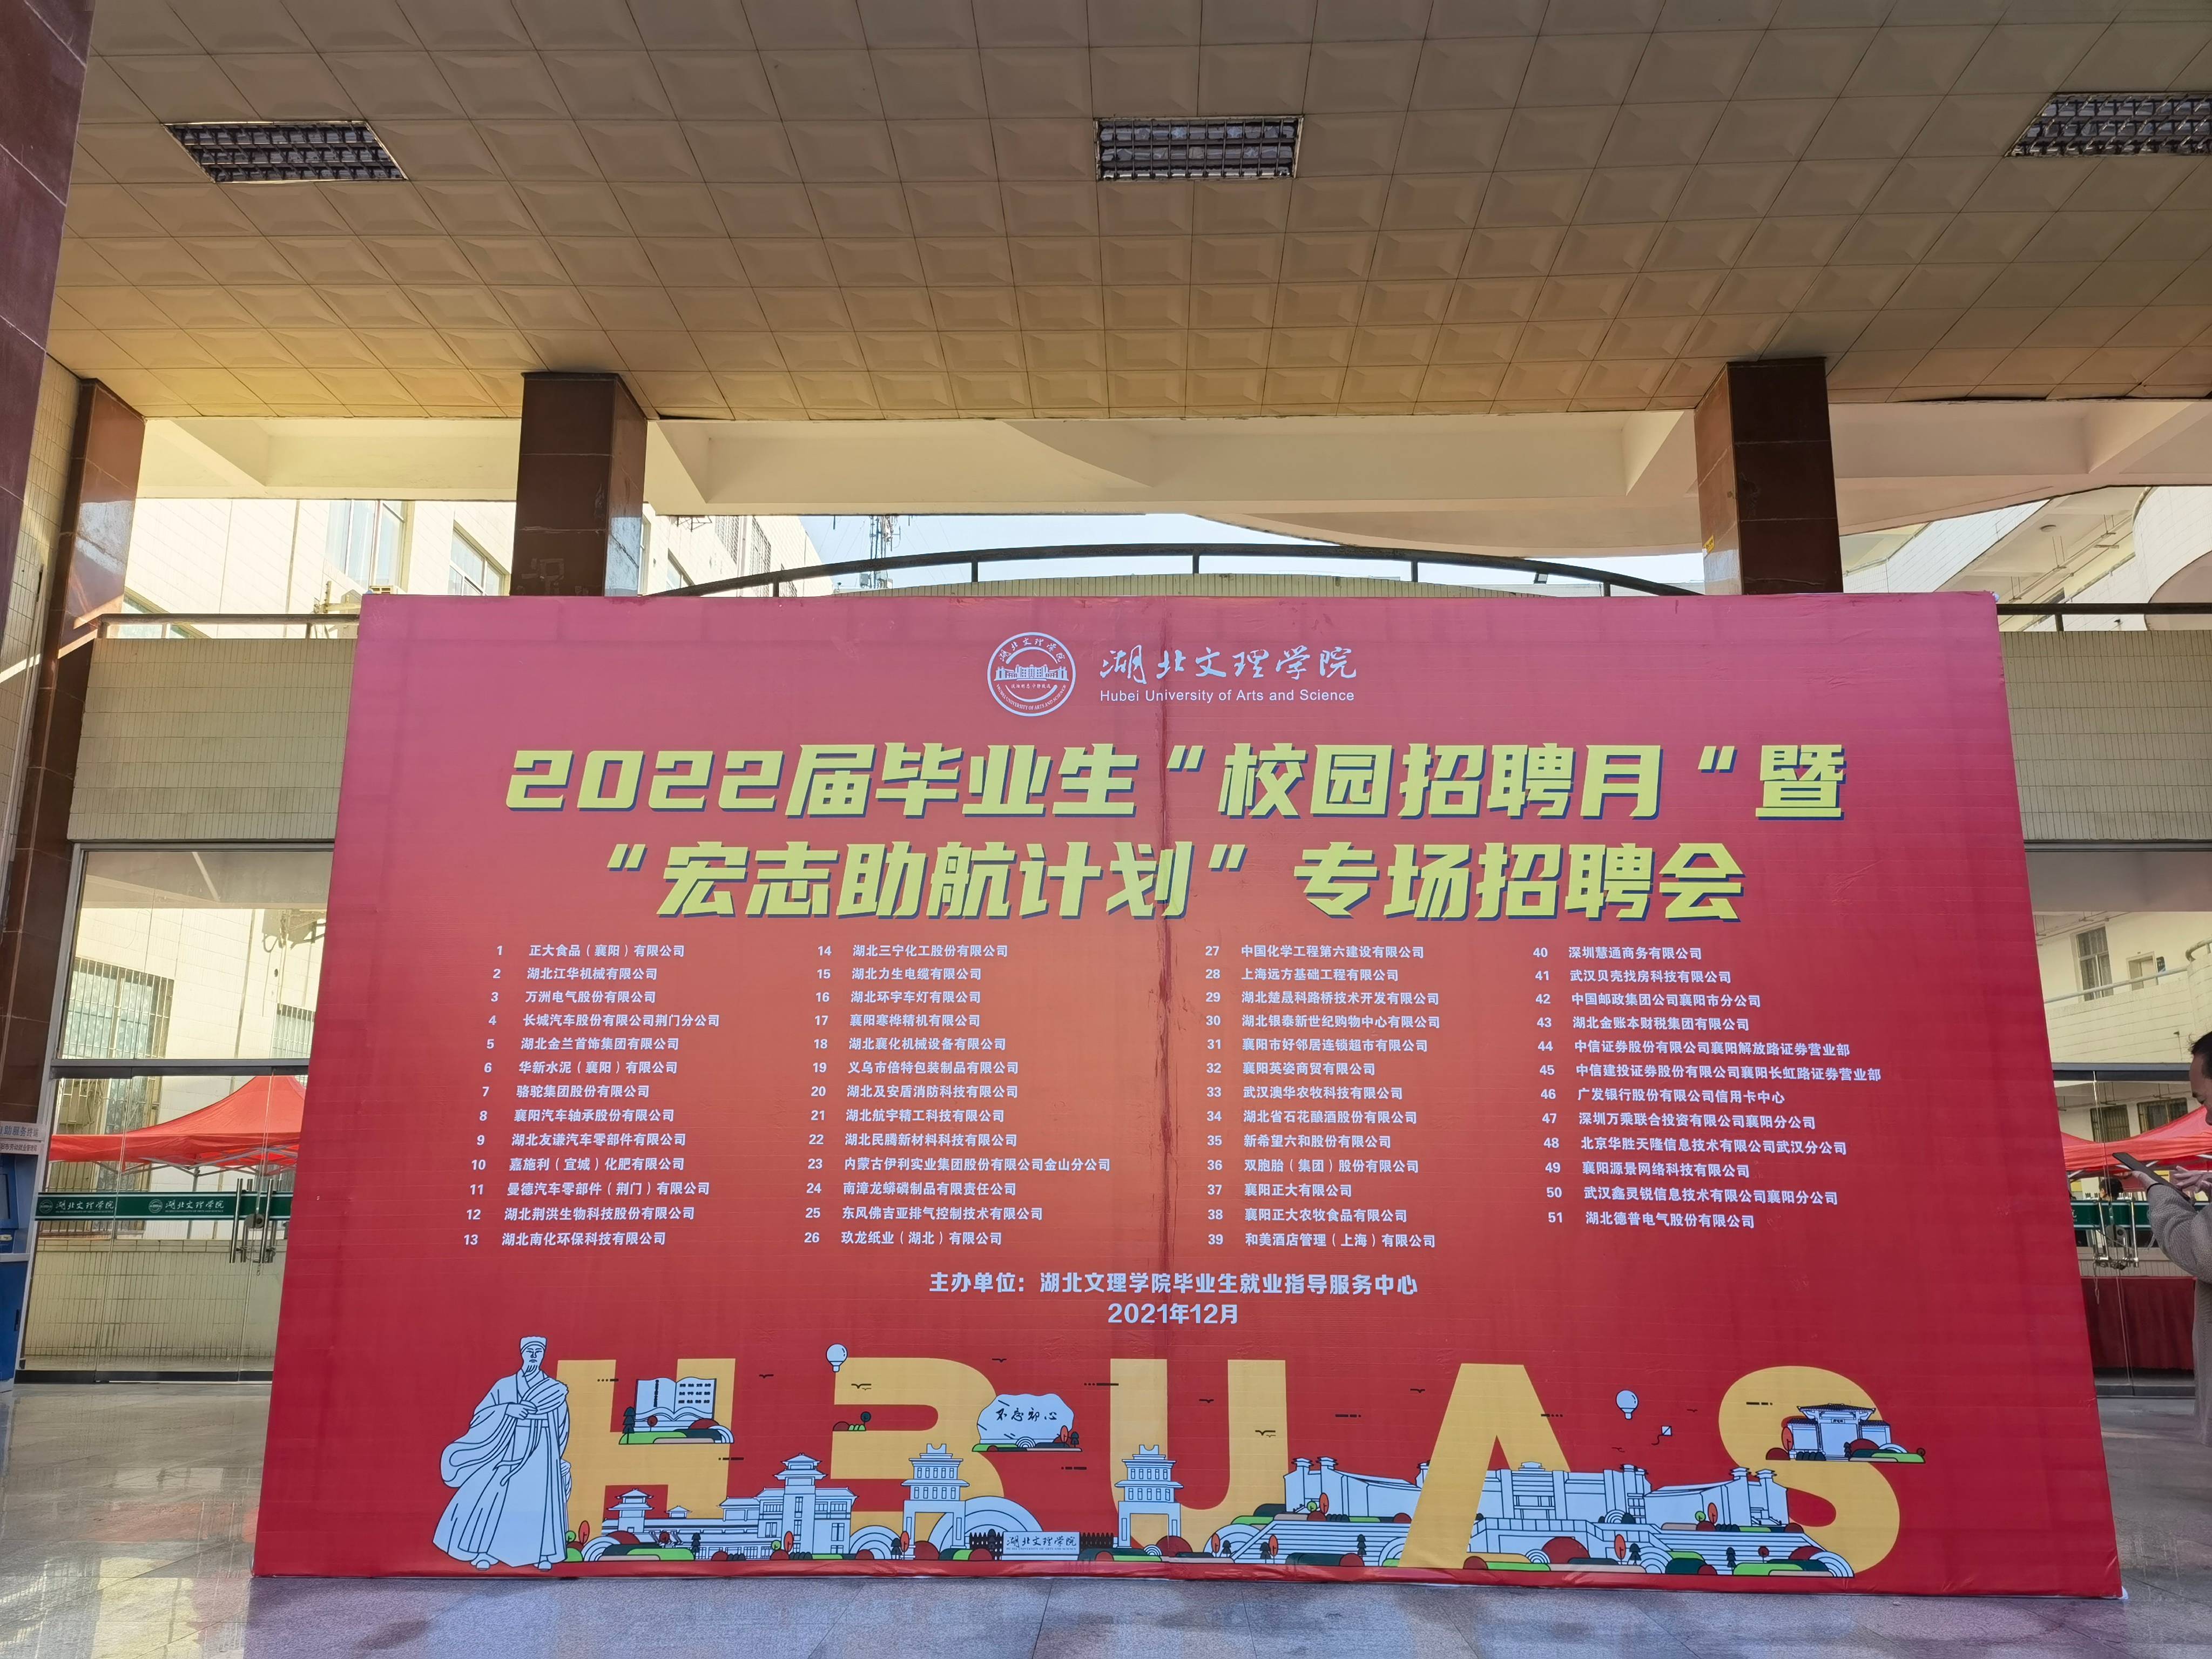 湖北文理学院
Hubei University of Arts and Science
2022届毕业生“校园招聘月“暨
“宏志助航计划”专场招聘会
1 正大食品（襄阳）有限公司
2 湖北江华机械有限公司
3 万洲电气股份有限公司
4 长城汽车股份有限公司荆门分公司
5 湖北金兰首饰集团有限公司
6 华新水泥（襄阳）有限公司
7 骆驼集团股份有限公司
8 襄阳汽车轴承股份有限公司
9 湖北友谦汽车零部件有限公司
10 嘉施利（宜城）化肥有限公司
11 曼德汽车零部件（荆门）有限公司
12 湖北荆洪生物科技股份有限公司
13 湖北南化环保科技有限公司
14 湖北三宁化工股份有限公司
15 湖北力生电缆有限公司
16 湖北环宇车灯有限公司
17 襄阳寒桦精机有限公司
18 湖北襄化机械设备有限公司
19 义乌市倍特包装制品有限公司
20 湖北及安盾消防科技有限公司
21 湖北航宇精工科技有限公司
22 湖北民腾新材料科技有限公司
23 内蒙古伊利实业集团股份有限公司金山分公司
24 南漳龙蟒磷制品有限责任公司
25 东风佛吉亚排气控制技术有限公司
26 玖龙纸业（湖北）有限公司
27 中国化学工程第六建设有限公司
28 上海远方基础工程有限公司
29 湖北楚晟科路桥技术开发有限公司
30 湖北银泰新世纪购物中心有限公司
31 襄阳市好邻居连锁超市有限公司
32 襄阳英姿商贸有限公司
33 武汉澳华农牧科技有限公司
34 湖北省石花酿酒股份有限公司
35 新希望六和股份有限公司
36 双胞胎（集团）股份有限公司
37 襄阳正大有限公司
38 襄阳正大农牧食品有限公司
39 和美酒店管理（上海）有限公司
40 深圳慧通商务有限公司
41 武汉贝壳找房科技有限公司
42 中国邮政集团公司襄阳市分公司
43 湖北金账本财税集团有限公司
44 中信证券股份有限公司襄阳解放路证券营业部
45 中信建投证券股份有限公司襄阳长虹路证券营业部
46 广发银行股份有限公司信用卡中心
47 深圳万乘联合投资有限公司襄阳分公司
48 北京华胜天隆信息技术有限公司武汉分公司
49 襄阳源景网络科技有限公司
50 武汉鑫灵锐信息技术有限公司襄阳分公司
51 湖北德普电气股份有限公司
主办单位：湖北文理学院毕业生就业指导服务中心
2021年12月
HBUAS
不忘初心
湖北文理学院
湖北文理学院
湖北文理学院